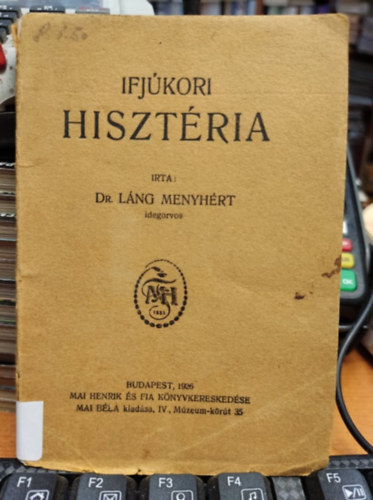 IFJÚKORI
HISZTÉRIA
IRTA:
DR. LÁNG MENYHÉRT
idegorvos
BUDAPEST, 1926
MAI HENRIK ÉS FIA KÖNYVKERESKEDÉSE
MAI BÉLA kiadása, IV., Múzeum-körút 35
F1
F2
F3
F4
F5